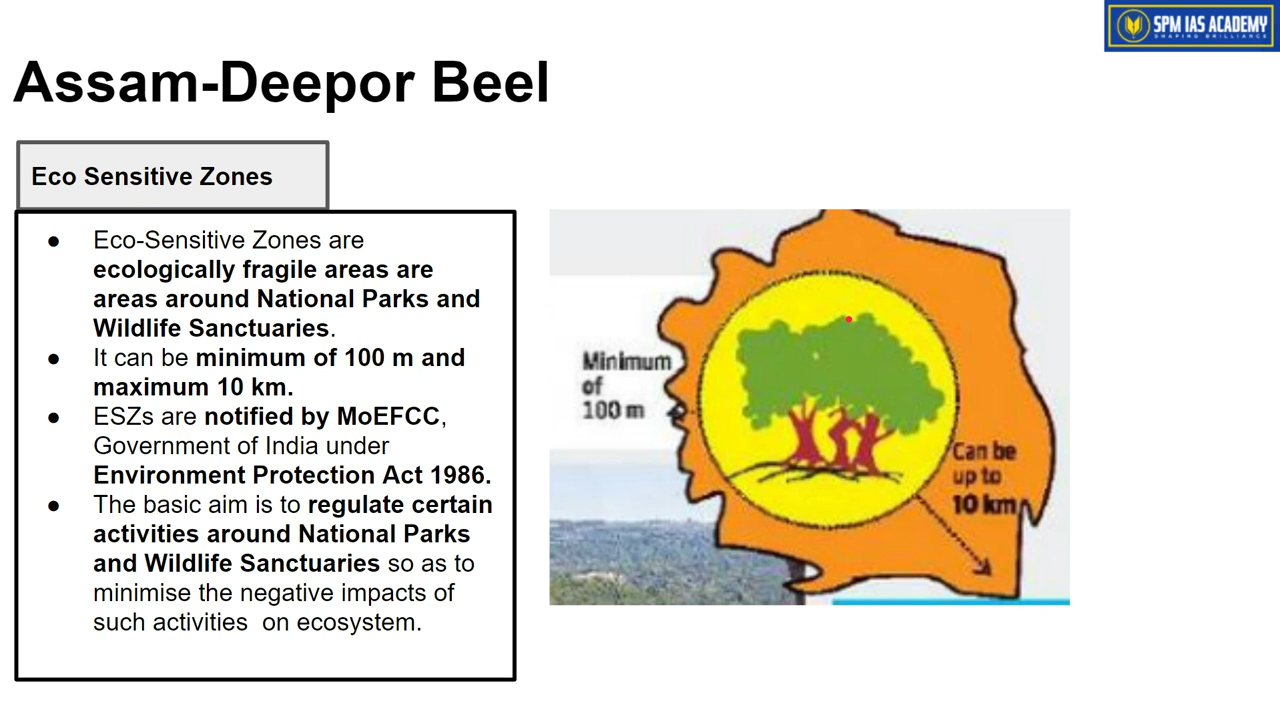 SPM IAS ACADEMY
SHAPING BRILLIANCE
Assam-Deepor Beel
Eco Sensitive Zones
● Eco-Sensitive Zones are
ecologically fragile areas are
areas around National Parks and
Wildlife Sanctuaries.
● It can be minimum of 100 m and
maximum 10 km.
● ESZs are notified by MoEFCC,
Government of India under
Environment Protection Act 1986.
● The basic aim is to regulate certain
activities around National Parks
and Wildlife Sanctuaries so as to
minimise the negative impacts of
such activities on ecosystem.
Minimum
of
100 m
Can be
up to
10 km